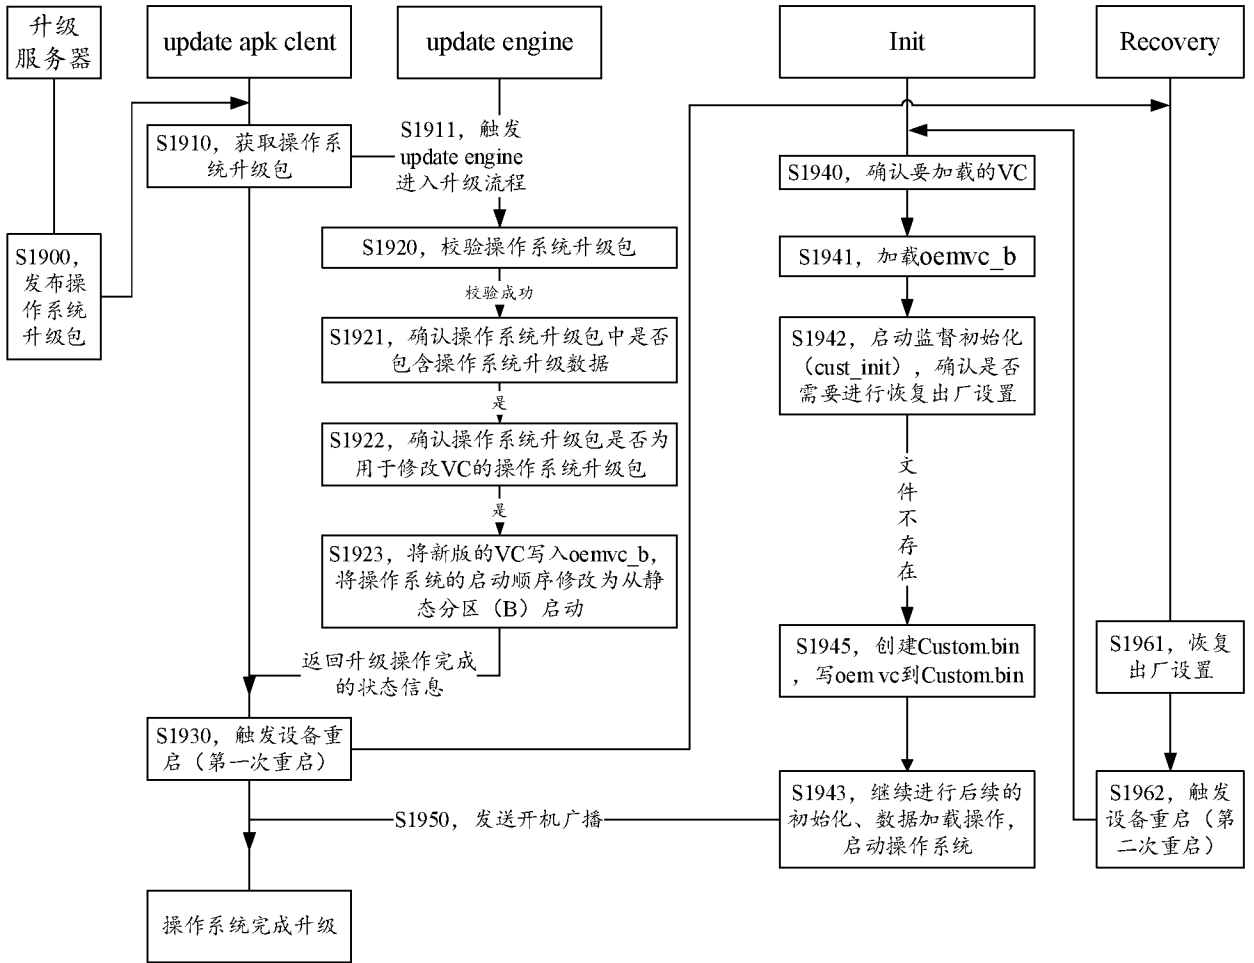 升级
服务器
update apk clent
update engine
Init
Recovery
S1910，获取操作系
统升级包
S1911，触发
update engine
进入升级流程
S1900，
发布操
作系统
升级包
S1920，校验操作系统升级包
校验成功
S1921，确认操作系统升级包中是否
包含操作系统升级数据
是
S1922，确认操作系统升级包是否为
用于修改VC的操作系统升级包
是
S1923，将新版的VC写入oemvc_b，
将操作系统的启动顺序修改为从静
态分区（B）启动
返回升级操作完成
的状态信息
S1930，触发设备重
启（第一次重启）
S1940，确认要加载的VC
S1941，加载oemvc_b
S1942，启动监督初始化
（cust_init），确认是否
需要进行恢复出厂设置
文
件
不
存
在
S1945，创建Custom.bin
，写oem vc到Custom.bin
S1943，继续进行后续的
初始化、数据加载操作，
启动操作系统
S1961，恢复
出厂设置
S1962，触发
设备重启（第
二次重启）
S1950，发送开机广播
操作系统完成升级